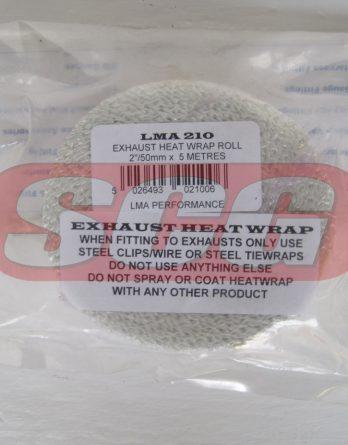 LMA 210
EXHAUST HEAT WRAP ROLL
2"/50mm x 5 METRES
5 026493 021006
LMA PERFORMANCE
SCG
EXHAUST HEAT WRAP
WHEN FITTING TO EXHAUSTS ONLY USE
STEEL CLIPS/WIRE OR STEEL TIEWRAPS
DO NOT USE ANYTHING ELSE
DO NOT SPRAY OR COAT HEATWRAP
WITH ANY OTHER PRODUCT